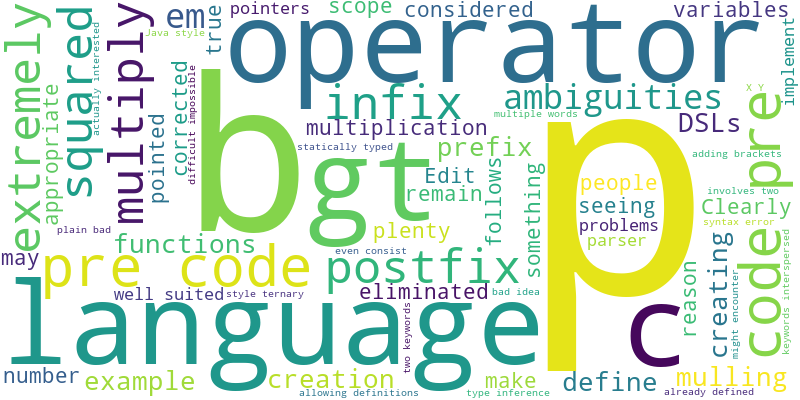 em
pointers
scope
considered
variables
Java style
true
operator
implement
extremely
squared
actually interested
multiply
corrected
difficult impossible
bgt
infix
ambiguities
p
X Y
pre
appropriate
pointed
multiplication
multiple words
DSLs
statically typed
prefix
adding brackets
Edit
remain
people
involves two
seeing
Clearly
follows
something
problems
syntax error
plain bad
plenty
parser
functions
even consist
may
pre code
postfix
code
keywords interspersed
language
well suited
style ternary
eliminated
bad idea
two keywords
c
reason
creating
might encounter
number
example
creation
make
define
mulling
allowing definitions
type inference
already defined